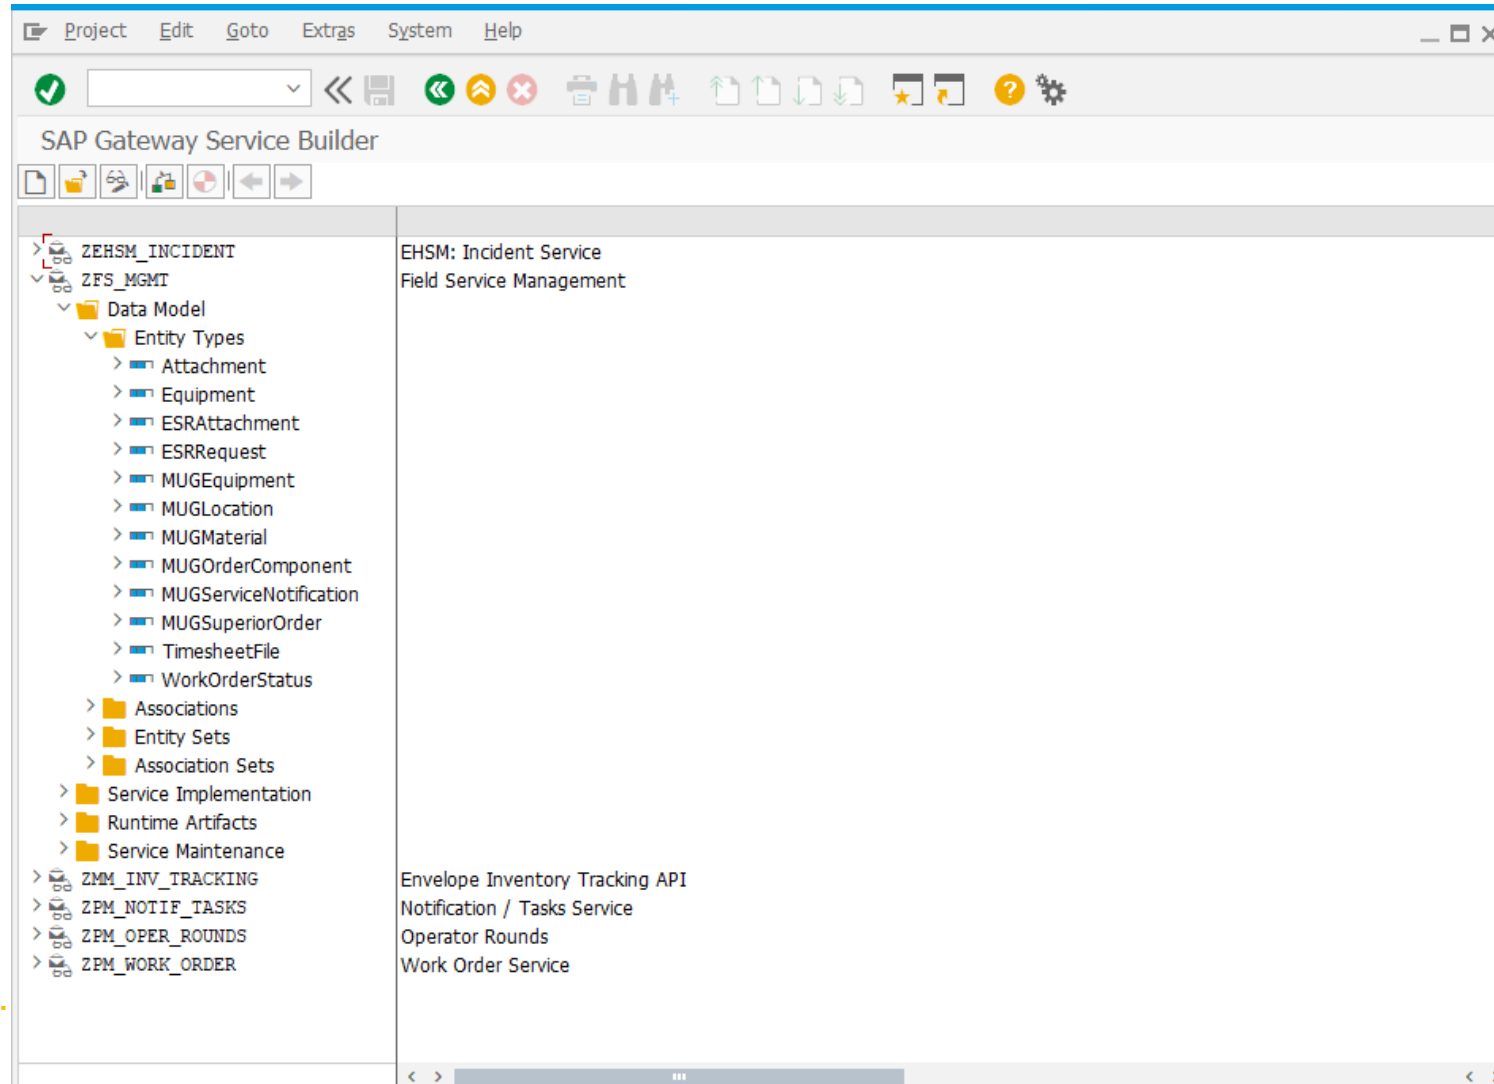 Project Edit Goto Extras System Help
SAP Gateway Service Builder
ZEHSM_INCIDENT EHSM: Incident Service
ZFS_MGMT Field Service Management
Data Model
Entity Types
Attachment
Equipment
ESRAttachment
ESRRequest
MUGEquipment
MUGLocation
MUGMaterial
MUGOrderComponent
MUGServiceNotification
MUGSuperiorOrder
TimesheetFile
WorkOrderStatus
Associations
Entity Sets
Association Sets
Service Implementation
Runtime Artifacts
Service Maintenance
ZMM_INV_TRACKING Envelope Inventory Tracking API
ZPM_NOTIF_TASKS Notification / Tasks Service
ZPM_OPER_ROUNDS Operator Rounds
ZPM_WORK_ORDER Work Order Service